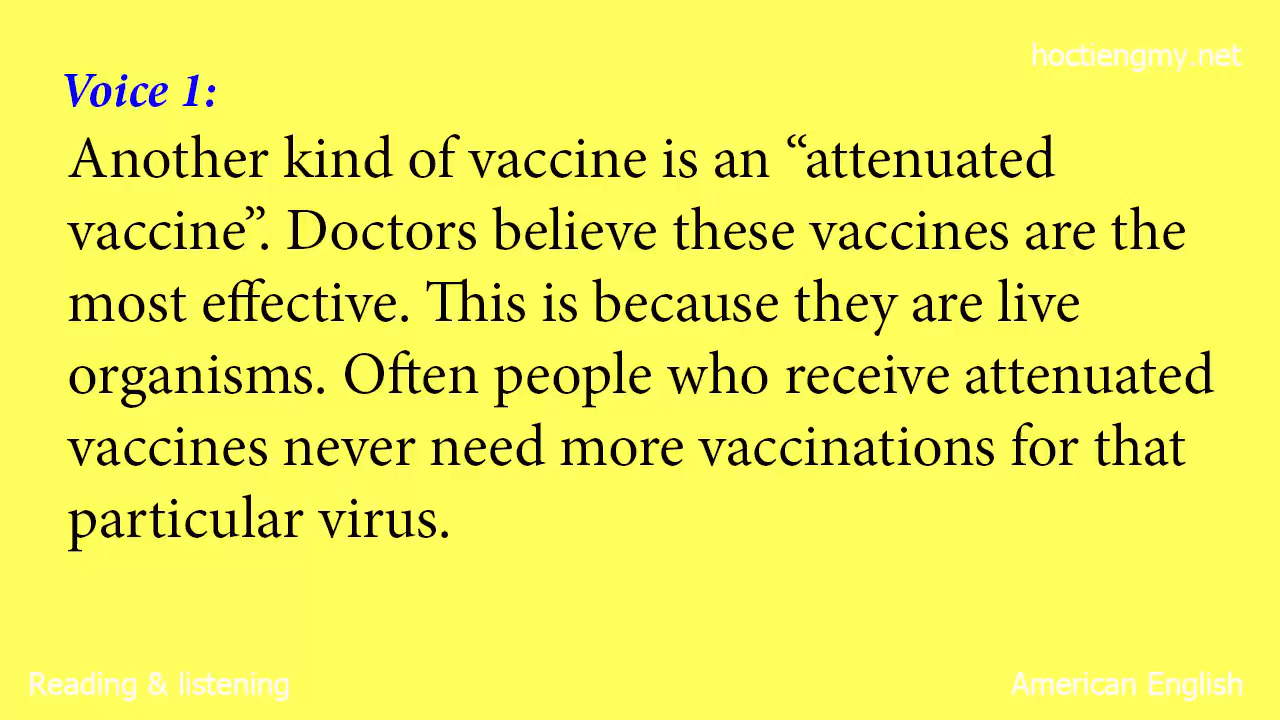 hoctiengmy.net
Voice 1:
Another kind of vaccine is an “attenuated
vaccine”. Doctors believe these vaccines are the
most effective. This is because they are live
organisms. Often people who receive attenuated
vaccines never need more vaccinations for that
particular virus.
Reading & listening
American English